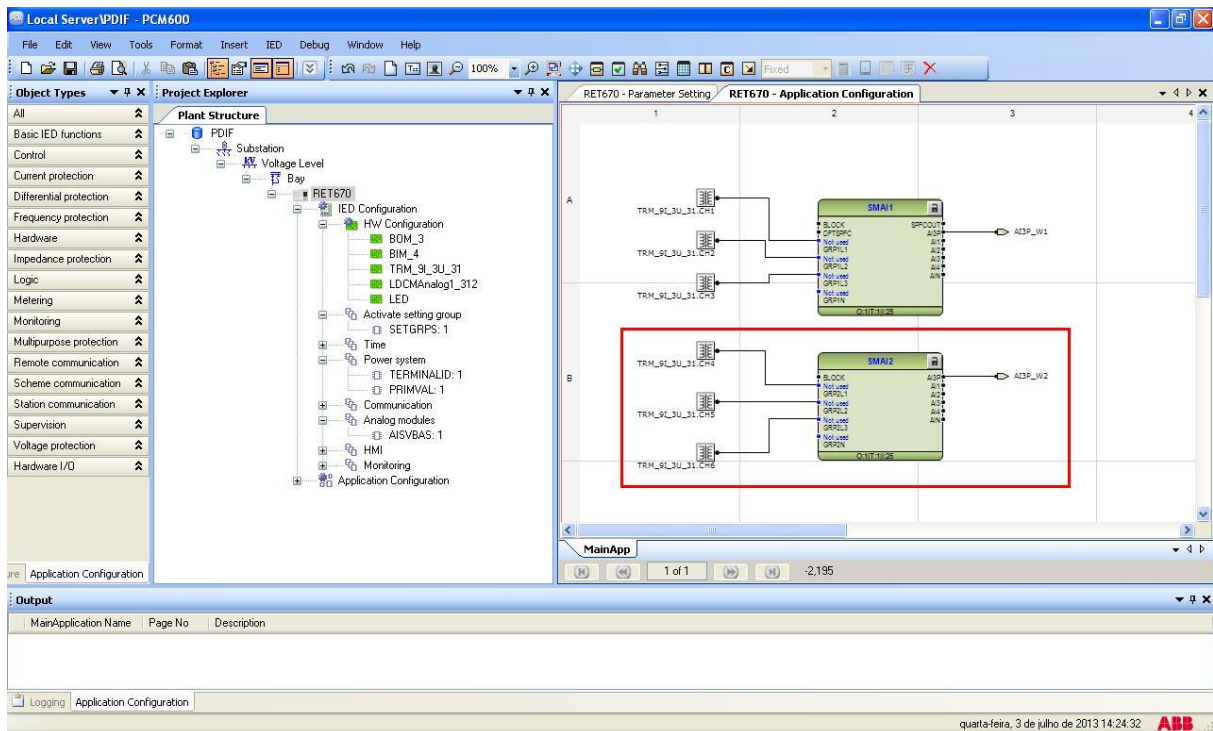 Local Server\PDIF - PCM600
File Edit View Tools Format Insert IED Debug Window Help
100%
Fixed
Object Types
All
Basic IED functions
Control
Current protection
Differential protection
Frequency protection
Hardware
Impedance protection
Logic
Metering
Monitoring
Multipurpose protection
Remote communication
Scheme communication
Station communication
Supervision
Voltage protection
Hardware I/O
ure Application Configuration
Project Explorer
Plant Structure
PDIF
Substation
Voltage Level
Bay
RET670
IED Configuration
HW Configuration
BOM_3
BIM_4
TRM_9I_3U_31
LDCMAnalog1_312
LED
Activate setting group
SETGRPS: 1
Time
Power system
TERMINALID: 1
PRIMVAL: 1
Communication
Analog modules
AISVBAS: 1
HMI
Monitoring
Application Configuration
RET670 - Parameter Setting RET670 - Application Configuration
1 2 3 4
A
TRM_9I_3U_31.CH1
TRM_9I_3U_31.CH2
TRM_9I_3U_31.CH3
SMAI1
BLOCK SPFCOUT
DFTSPFC AI3P
Not used AI1
GRP1L1 AI2
Not used AI3
GRP1L2 AI4
Not used AIN
GRP1L3
Not used
GRP1N
O:1|T:1|I:25
AI3P_W1
B
TRM_9I_3U_31.CH4
TRM_9I_3U_31.CH5
TRM_9I_3U_31.CH6
SMAI2
BLOCK AI3P
Not used AI1
GRP2L1 AI2
Not used AI3
GRP2L2 AI4
Not used AIN
GRP2L3
Not used
GRP2N
O:1|T:1|I:26
AI3P_W2
MainApp
1 of 1 -2,195
Output
MainApplication Name Page No Description
Logging Application Configuration
quarta-feira, 3 de julho de 2013 14:24:32 ABB